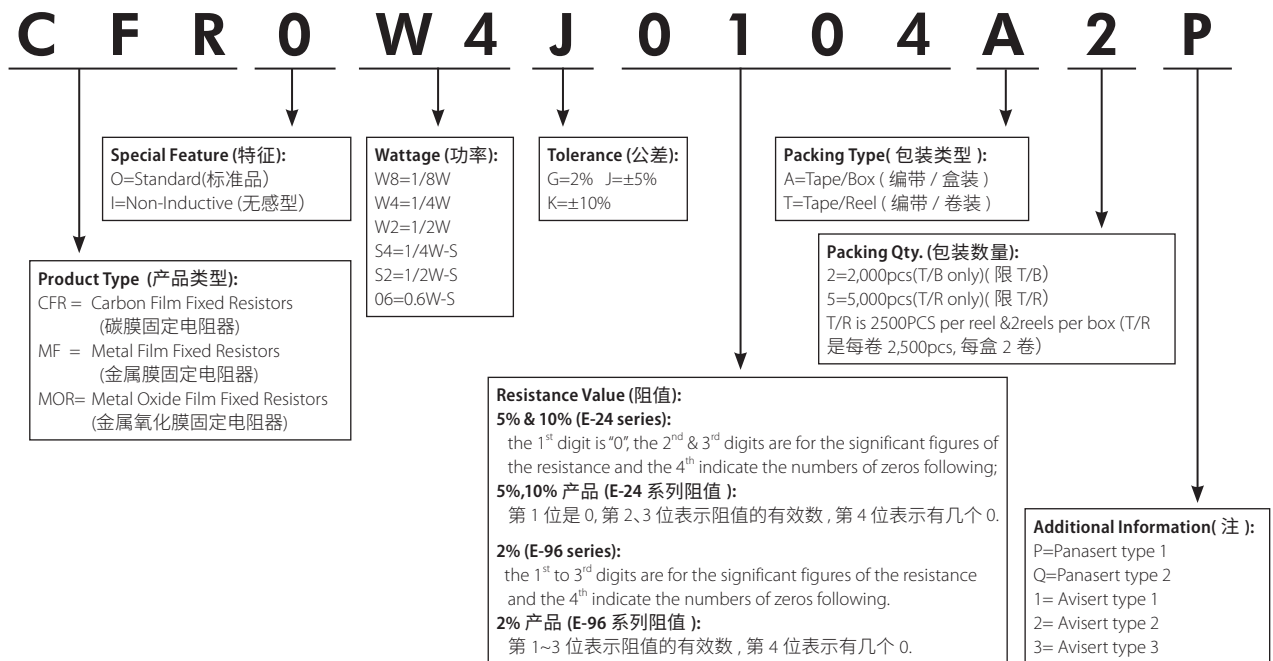 C F R 0 W 4 J 0 1 0 4 A 2 P
Special Feature (特征):
O=Standard(标准品)
I=Non-Inductive (无感型)
Wattage (功率):
W8=1/8W
W4=1/4W
W2=1/2W
S4=1/4W-S
S2=1/2W-S
06=0.6W-S
Tolerance (公差):
G=2% J=±5%
K=±10%
Packing Type( 包装类型 ):
A=Tape/Box ( 编带 / 盒装 )
T=Tape/Reel ( 编带 / 卷装 )
Packing Qty. (包装数量):
2=2,000pcs(T/B only)( 限 T/B)
5=5,000pcs(T/R only)( 限 T/R)
T/R is 2500PCS per reel &2reels per box (T/R
是每卷 2,500pcs, 每盒 2 卷)
Product Type (产品类型):
CFR = Carbon Film Fixed Resistors
(碳膜固定电阻器)
MF = Metal Film Fixed Resistors
(金属膜固定电阻器)
MOR= Metal Oxide Film Fixed Resistors
(金属氧化膜固定电阻器)
Resistance Value (阻值):
5% & 10% (E-24 series):
the 1st digit is "0", the 2nd & 3rd digits are for the significant figures of
the resistance and the 4th indicate the numbers of zeros following;
5%,10% 产品 (E-24 系列阻值 ):
第 1 位是 0, 第 2、3 位表示阻值的有效数 , 第 4 位表示有几个 0.
2% (E-96 series):
the 1st to 3rd digits are for the significant figures of the resistance
and the 4th indicate the numbers of zeros following.
2% 产品 (E-96 系列阻值 ):
第 1~3 位表示阻值的有效数 , 第 4 位表示有几个 0.
Additional Information( 注 ):
P=Panasert type 1
Q=Panasert type 2
1= Avisert type 1
2= Avisert type 2
3= Avisert type 3